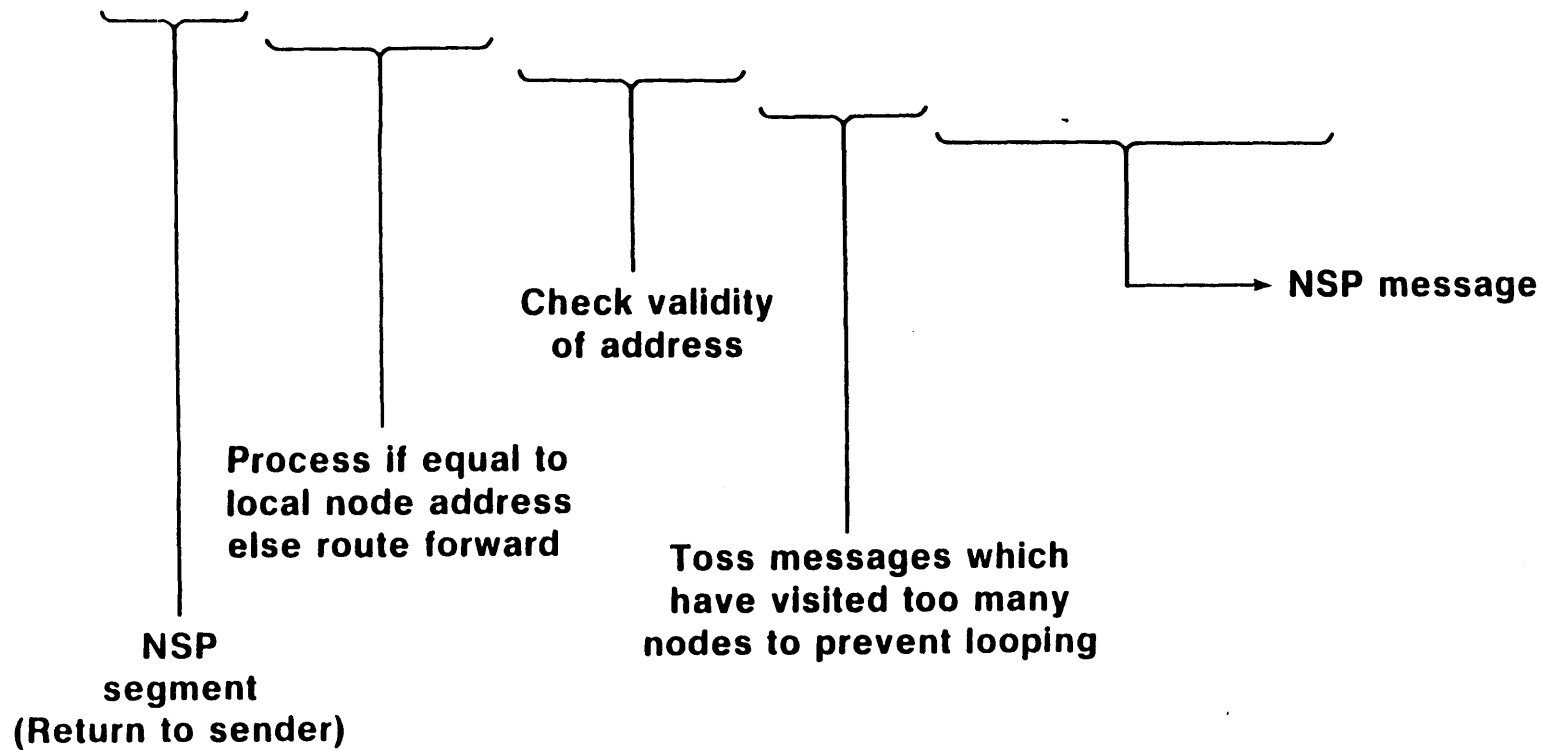 Check validity
of address
NSP message
Process if equal to
local node address
else route forward
Toss messages which
have visited too many
nodes to prevent looping
NSP
segment
(Return to sender)